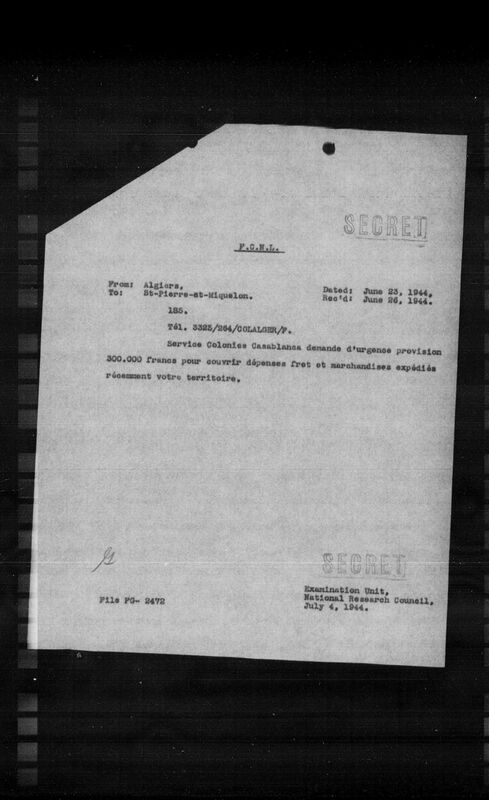 SECRET
F.C.N.L.
From: Algiers, Dated: June 23, 1944.
To: St-Pierre-et-Miquelon. Rec'd: June 26, 1944.
185.
Tél. 3323/264/COLALGER/F.
Service Colonies Casablanca demande d'urgence provision
300.000 francs pour couvrir dépenses fret et marchandises expédiés
récemment votre territoire.
SECRET
Examination Unit,
File FG- 2472 National Research Council,
July 4, 1944.